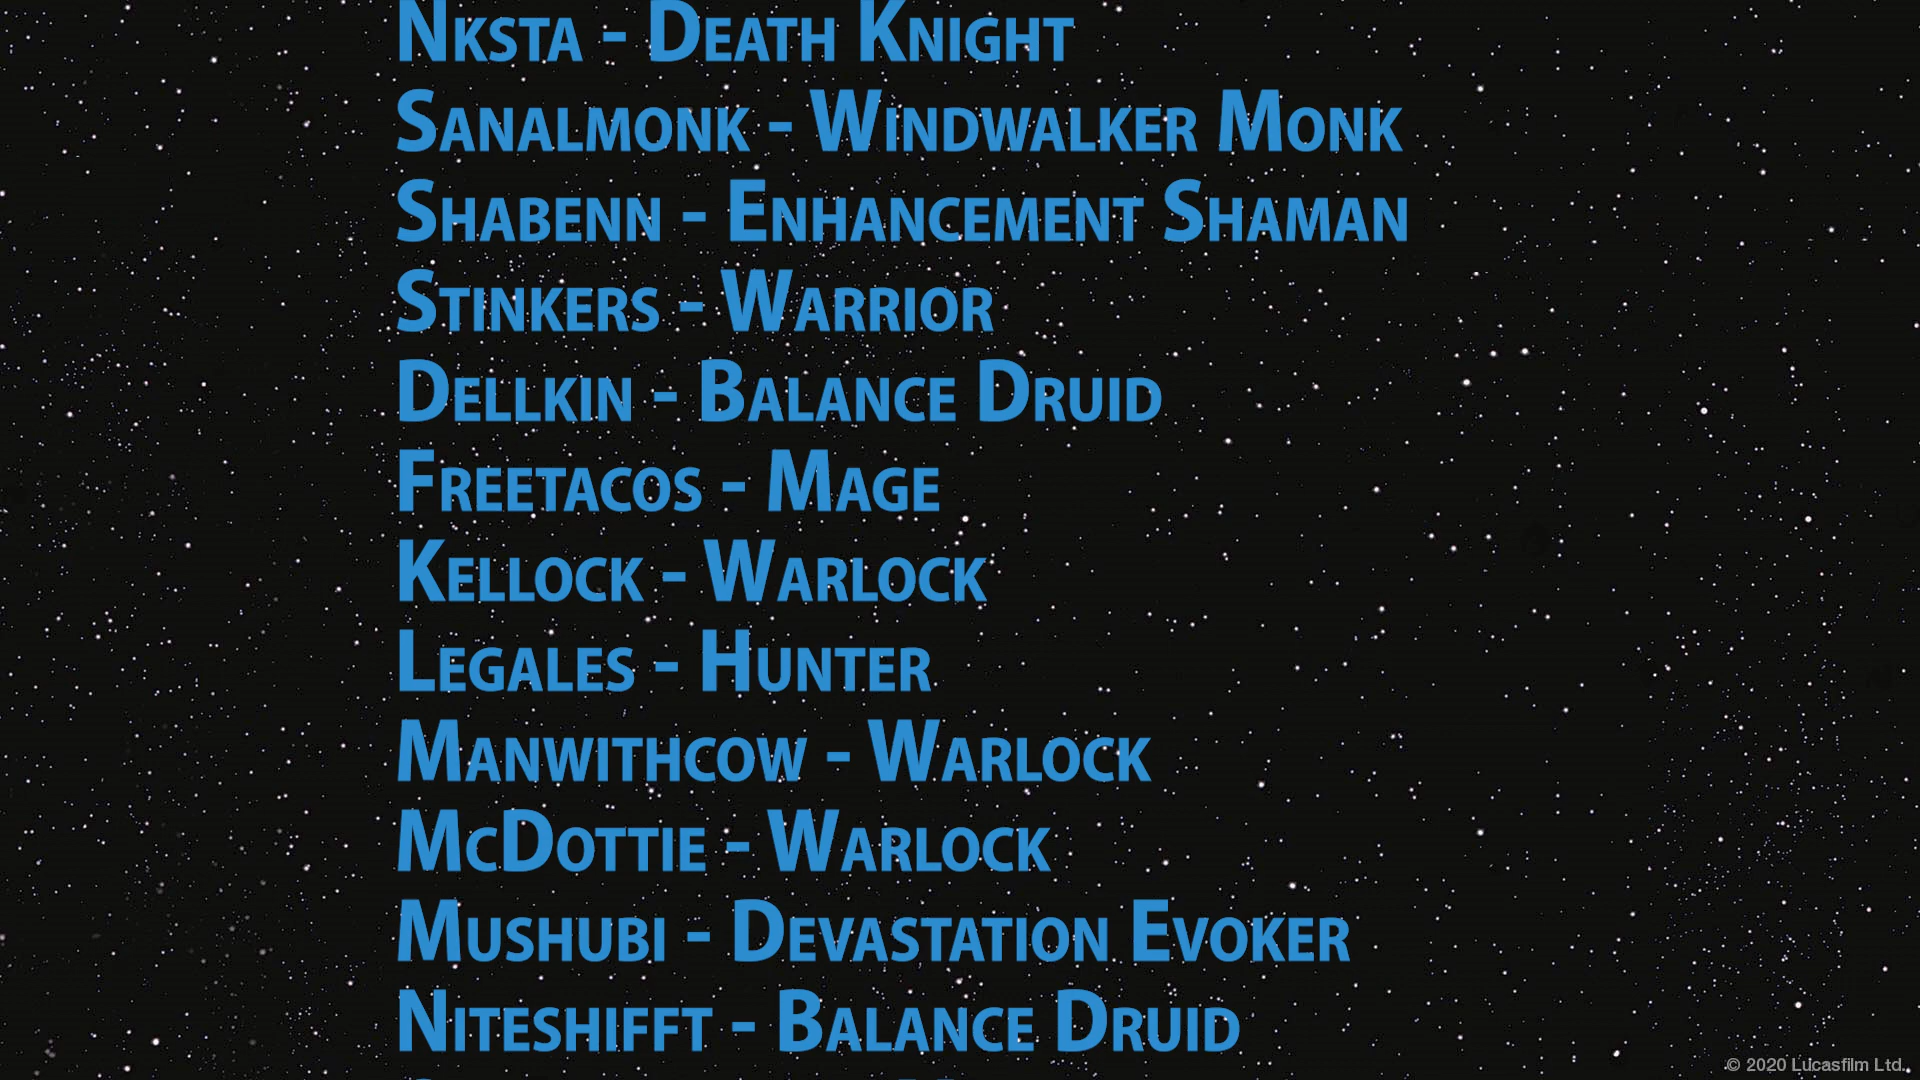 Nksta - Death Knight
Sanalmonk - Windwalker Monk
Shabenn - Enhancement Shaman
Stinkers - Warrior
Dellkin - Balance Druid
Freetacos - Mage
Kellock - Warlock
Legales - Hunter
Manwithcow - Warlock
McDottie - Warlock
Mushubi - Devastation Evoker
Niteshifft - Balance Druid
© 2020 Lucasfilm Ltd.